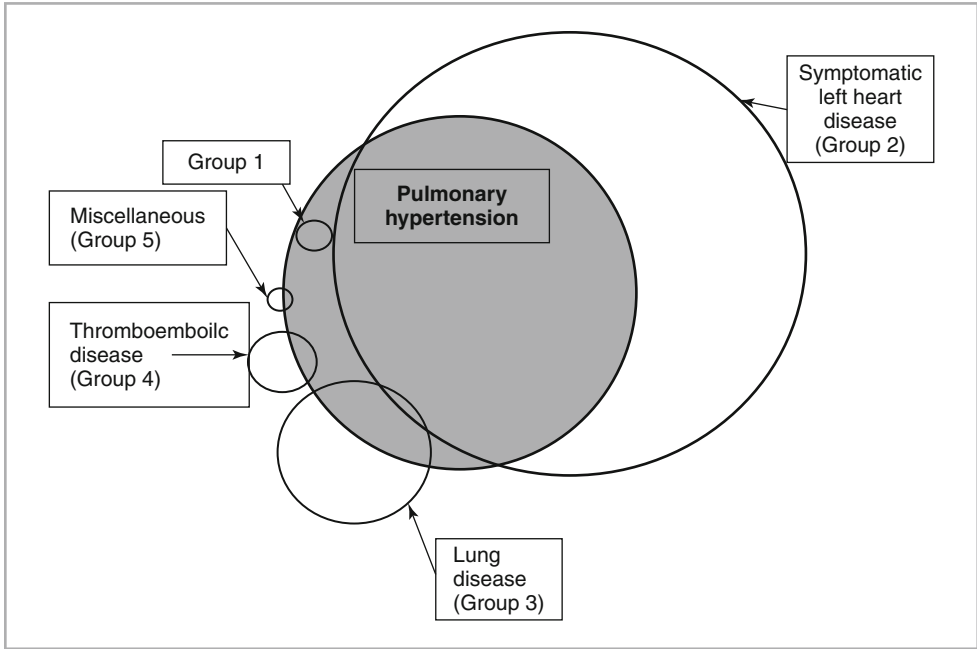 Symptomatic
left heart
disease
(Group 2)
Group 1
Pulmonary
hypertension
Miscellaneous
(Group 5)
Thromboemboilc
disease
(Group 4)
Lung
disease
(Group 3)